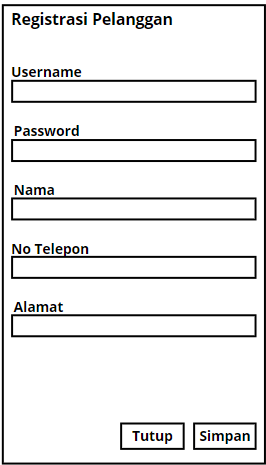 Registrasi Pelanggan
Username
Password
Nama
No Telepon
Alamat
Tutup Simpan